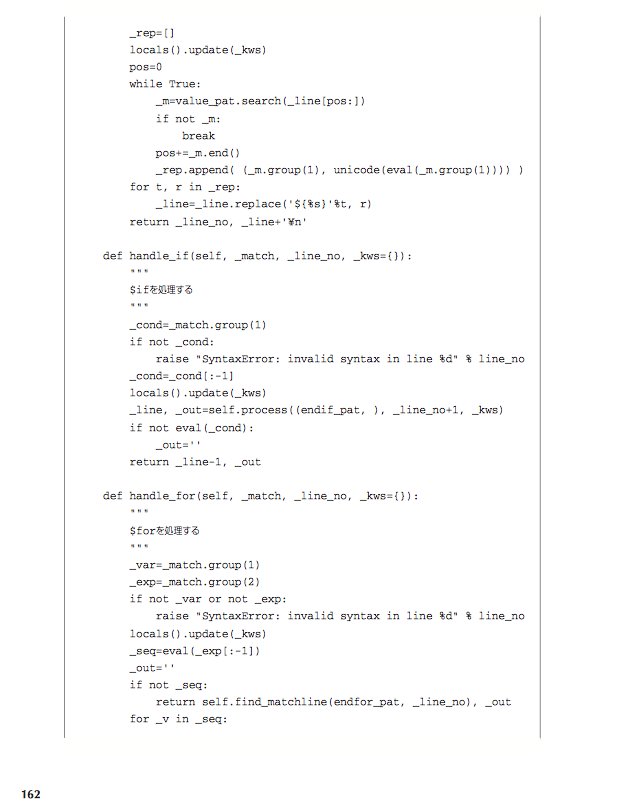 _rep=[]
locals().update(_kws)
pos=0
while True:
    _m=value_pat.search(_line[pos:])
    if not _m:
        break
    pos+=_m.end()
    _rep.append( (_m.group(1), unicode(eval(_m.group(1)))) )
for t, r in _rep:
    _line=_line.replace('${%s}'%t, r)
return _line_no, _line+'¥n'
def handle_if(self, _match, _line_no, _kws={}):
    """
    $ifを処理する
    """
    _cond=_match.group(1)
    if not _cond:
        raise "SyntaxError: invalid syntax in line %d" % line_no
    _cond=_cond[:-1]
    locals().update(_kws)
    _line, _out=self.process((endif_pat, ), _line_no+1, _kws)
    if not eval(_cond):
        _out=''
    return _line-1, _out
def handle_for(self, _match, _line_no, _kws={}):
    """
    $forを処理する
    """
    _var=_match.group(1)
    _exp=_match.group(2)
    if not _var or not _exp:
        raise "SyntaxError: invalid syntax in line %d" % line_no
    locals().update(_kws)
    _seq=eval(_exp[:-1])
    _out=''
    if not _seq:
        return self.find_matchline(endfor_pat, _line_no), _out
    for _v in _seq:
162